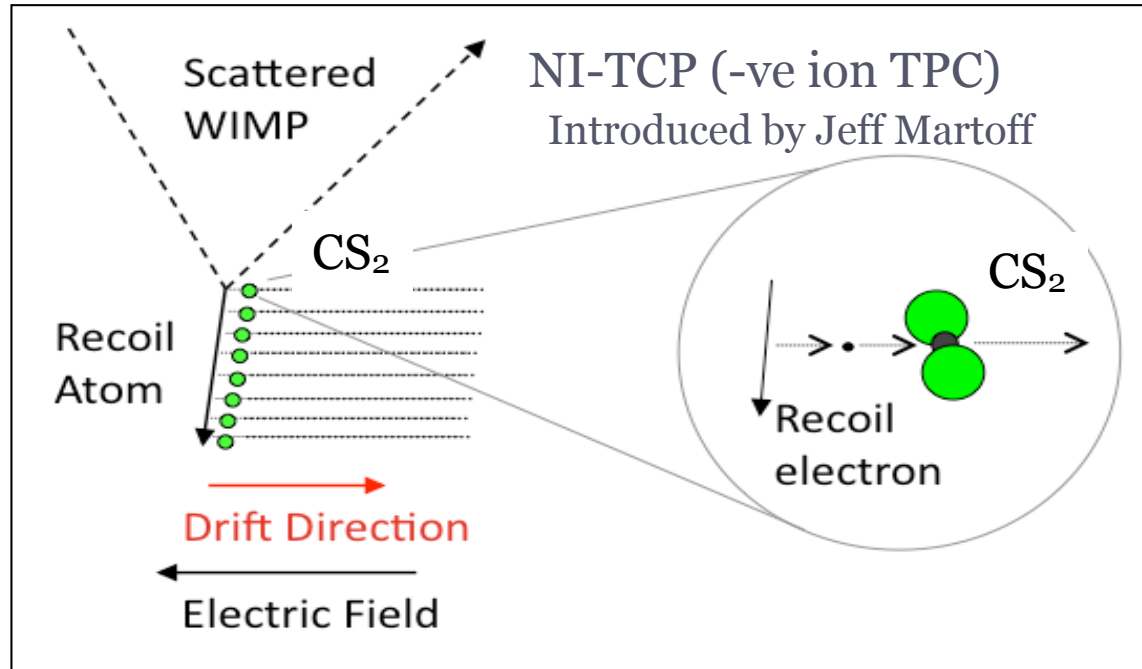 Scattered
WIMP
NI-TCP (-ve ion TPC)
Introduced by Jeff Martoff
CS₂
Recoil
Atom
CS₂
Recoil
electron
Drift Direction
Electric Field